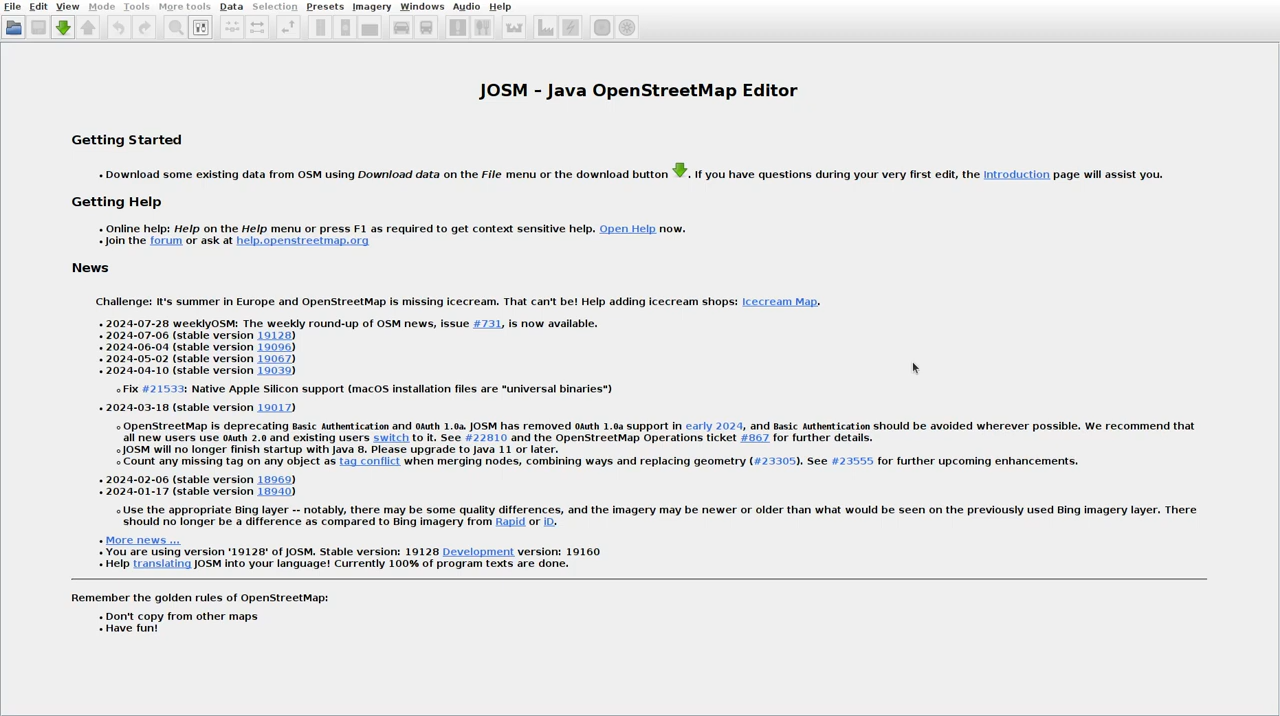 File Edit View Mode Tools More tools Data Selection Presets Imagery Windows Audio Help
JOSM – Java OpenStreetMap Editor
Getting Started
• Download some existing data from OSM using Download data on the File menu or the download button . If you have questions during your very first edit, the Introduction page will assist you.
Getting Help
• Online help: Help on the Help menu or press F1 as required to get context sensitive help. Open Help now.
• Join the forum or ask at help.openstreetmap.org
News
Challenge: It's summer in Europe and OpenStreetMap is missing icecream. That can't be! Help adding icecream shops: Icecream Map.
• 2024-07-28 weeklyOSM: The weekly round-up of OSM news, issue #731, is now available.
• 2024-07-06 (stable version 19128)
• 2024-06-04 (stable version 19096)
• 2024-05-02 (stable version 19067)
• 2024-04-10 (stable version 19039)
Fix #21533: Native Apple Silicon support (macOS installation files are "universal binaries")
• 2024-03-18 (stable version 19017)
OpenStreetMap is deprecating Basic Authentication and OAuth 1.0a. JOSM has removed OAuth 1.0a support in early 2024, and Basic Authentication should be avoided wherever possible. We recommend that
all new users use OAuth 2.0 and existing users switch to it. See #22810 and the OpenStreetMap Operations ticket #867 for further details.
JOSM will no longer finish startup with Java 8. Please upgrade to Java 11 or later.
Count any missing tag on any object as tag conflict when merging nodes, combining ways and replacing geometry (#23305). See #23555 for further upcoming enhancements.
• 2024-02-06 (stable version 18969)
• 2024-01-17 (stable version 18940)
Use the appropriate Bing layer -- notably, there may be some quality differences, and the imagery may be newer or older than what would be seen on the previously used Bing imagery layer. There
should no longer be a difference as compared to Bing imagery from Rapid or iD.
• More news ...
• You are using version '19128' of JOSM. Stable version: 19128 Development version: 19160
• Help translating JOSM into your language! Currently 100% of program texts are done.
Remember the golden rules of OpenStreetMap:
• Don't copy from other maps
• Have fun!